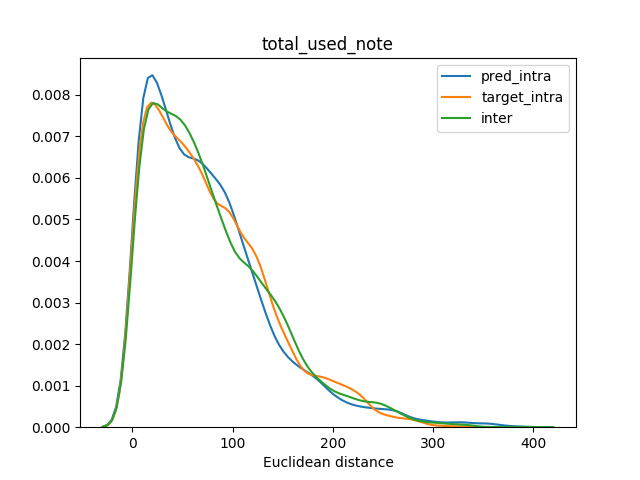 total_used_note
pred_intra
target_intra
inter
0.008
0.007
0.006
0.005
0.004
0.003
0.002
0.001
0.000
0 100 200 300 400
Euclidean distance